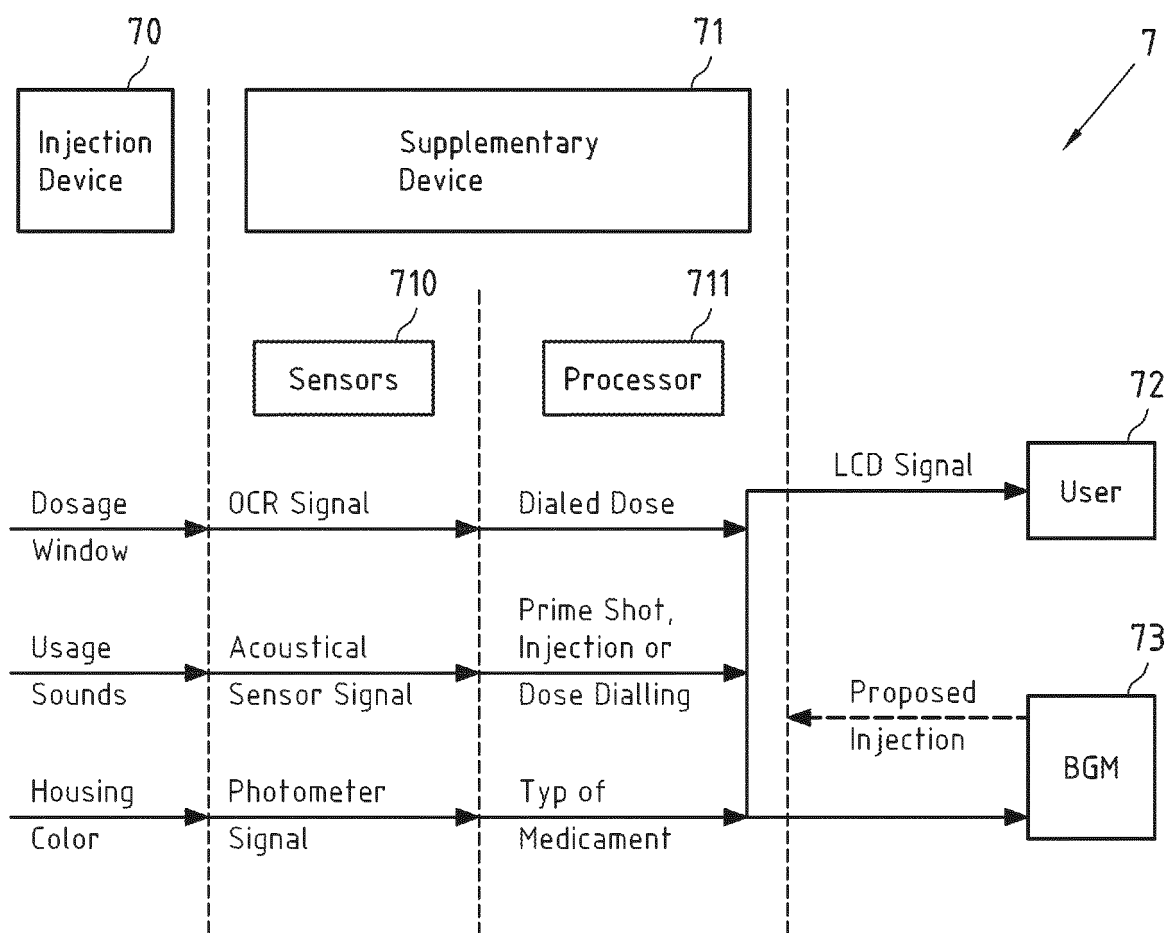 70
71
7
Injection
Device
Supplementary
Device
710
711
Sensors
Processor
72
LCD Signal
User
Dosage
Window
OCR Signal
Dialed Dose
Usage
Sounds
Acoustical
Sensor Signal
Prime Shot,
Injection or
Dose Dialling
73
Proposed
Injection
BGM
Housing
Color
Photometer
Signal
Typ of
Medicament